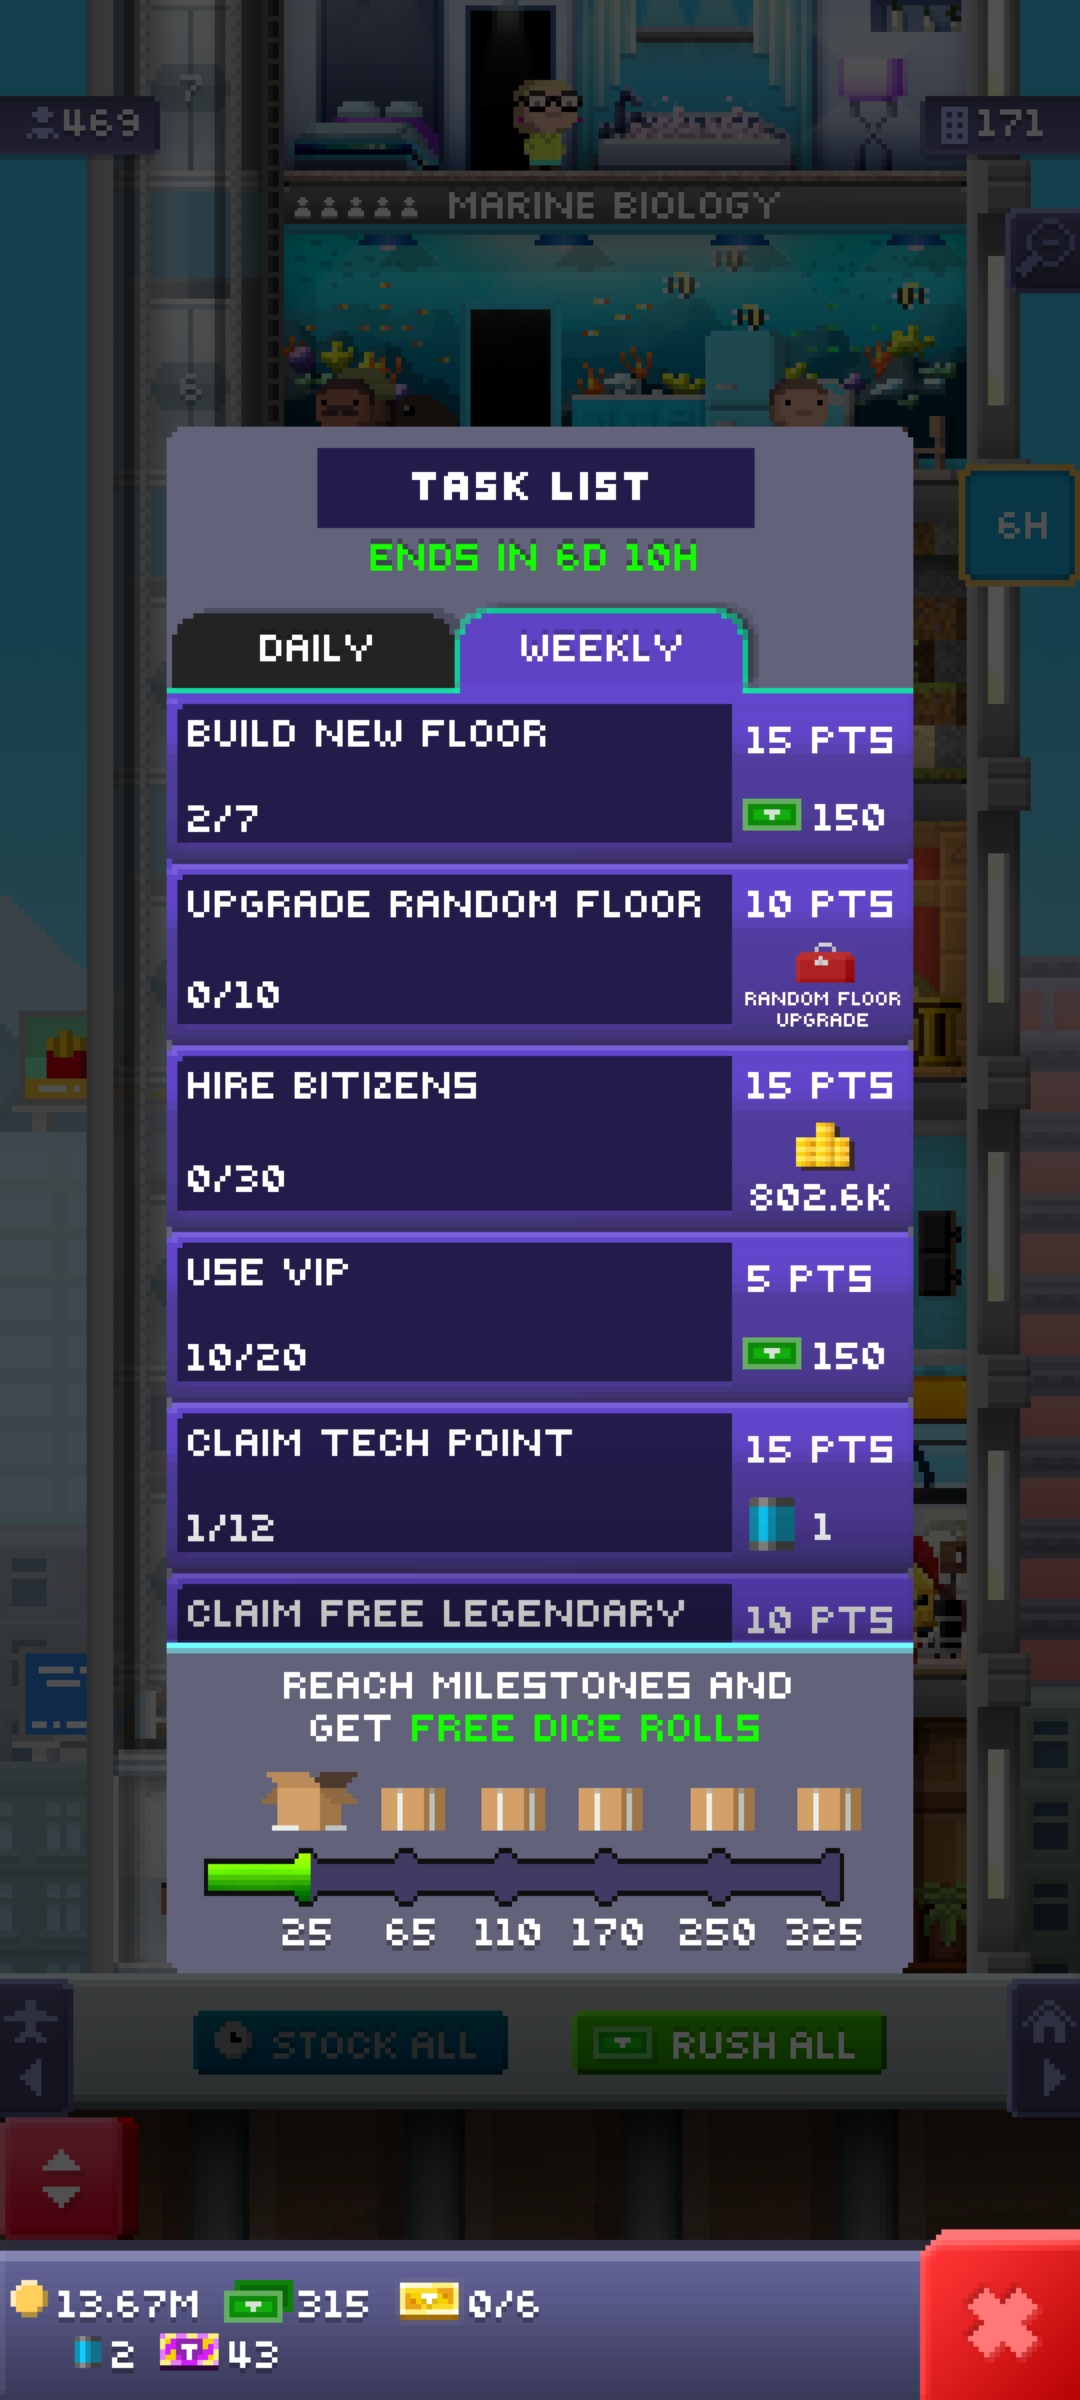 7
469
171
MARINE BIOLOGY
6
TASK LIST
ENDS IN 6D 10H
6H
DAILY
WEEKLY
BUILD NEW FLOOR
15 PTS
2/7
150
UPGRADE RANDOM FLOOR
10 PTS
0/10
RANDOM FLOOR
UPGRADE
HIRE BITIZENS
15 PTS
0/30
802.6K
USE VIP
5 PTS
10/20
150
CLAIM TECH POINT
15 PTS
1/12
1
CLAIM FREE LEGENDARY
10 PTS
REACH MILESTONES AND
GET FREE DICE ROLLS
25 65 110 170 250 325
STOCK ALL
RUSH ALL
13.67M 315 0/6
2 43